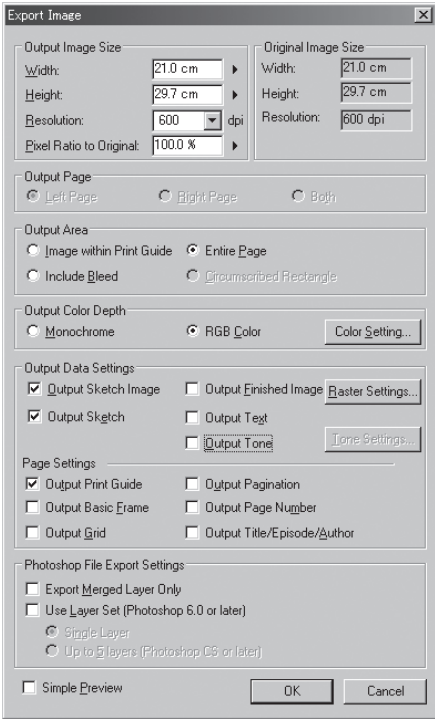 Export Image
Output Image Size
Width: 21.0 cm
Height: 29.7 cm
Resolution: 600 dpi
Pixel Ratio to Original: 100.0 %
Original Image Size
Width: 21.0 cm
Height: 29.7 cm
Resolution: 600 dpi
Output Page
Left Page Right Page Both
Output Area
Image within Print Guide Entire Page
Include Bleed Circumscribed Rectangle
Output Color Depth
Monochrome RGB Color Color Setting...
Output Data Settings
Output Sketch Image Output Finished Image Raster Settings...
Output Sketch Output Text
Output Tone Tone Settings...
Page Settings
Output Print Guide Output Pagination
Output Basic Frame Output Page Number
Output Grid Output Title/Episode/Author
Photoshop File Export Settings
Export Merged Layer Only
Use Layer Set (Photoshop 6.0 or later)
Single Layer
Up to 5 layers (Photoshop CS or later)
Simple Preview OK Cancel